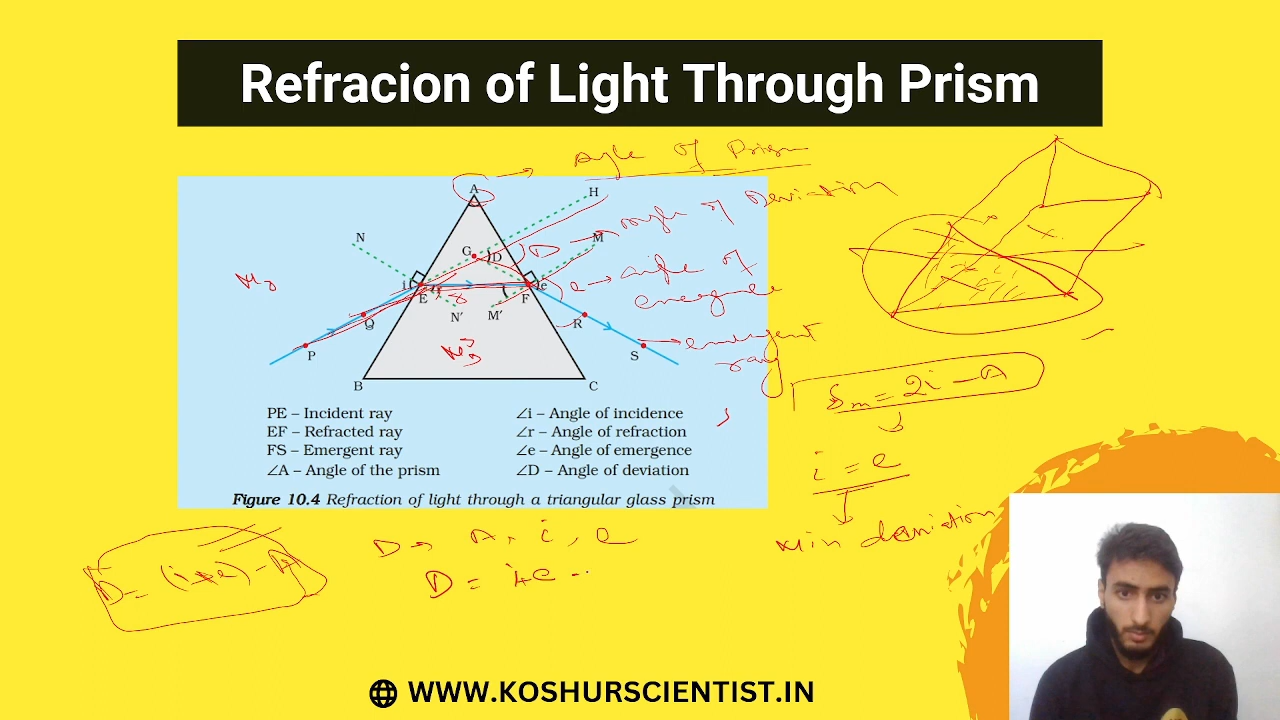 Refracion of Light Through Prism
Angle of Prism
A
H
N
M
G
D
D → angle of Deviation
i
e
E
F
r
e → angle of
emergence
N'
M'
Q
R
P
S
→ emergent
ray
B
C
δm = 2i - A
i = e
Min deviation
PE – Incident ray
EF – Refracted ray
FS – Emergent ray
∠A – Angle of the prism
∠i – Angle of incidence
∠r – Angle of refraction
∠e – Angle of emergence
∠D – Angle of deviation
Figure 10.4 Refraction of light through a triangular glass prism
D = (i+e) - A
D → A, i, e
D = i+e - ·
WWW.KOSHURSCIENTIST.IN